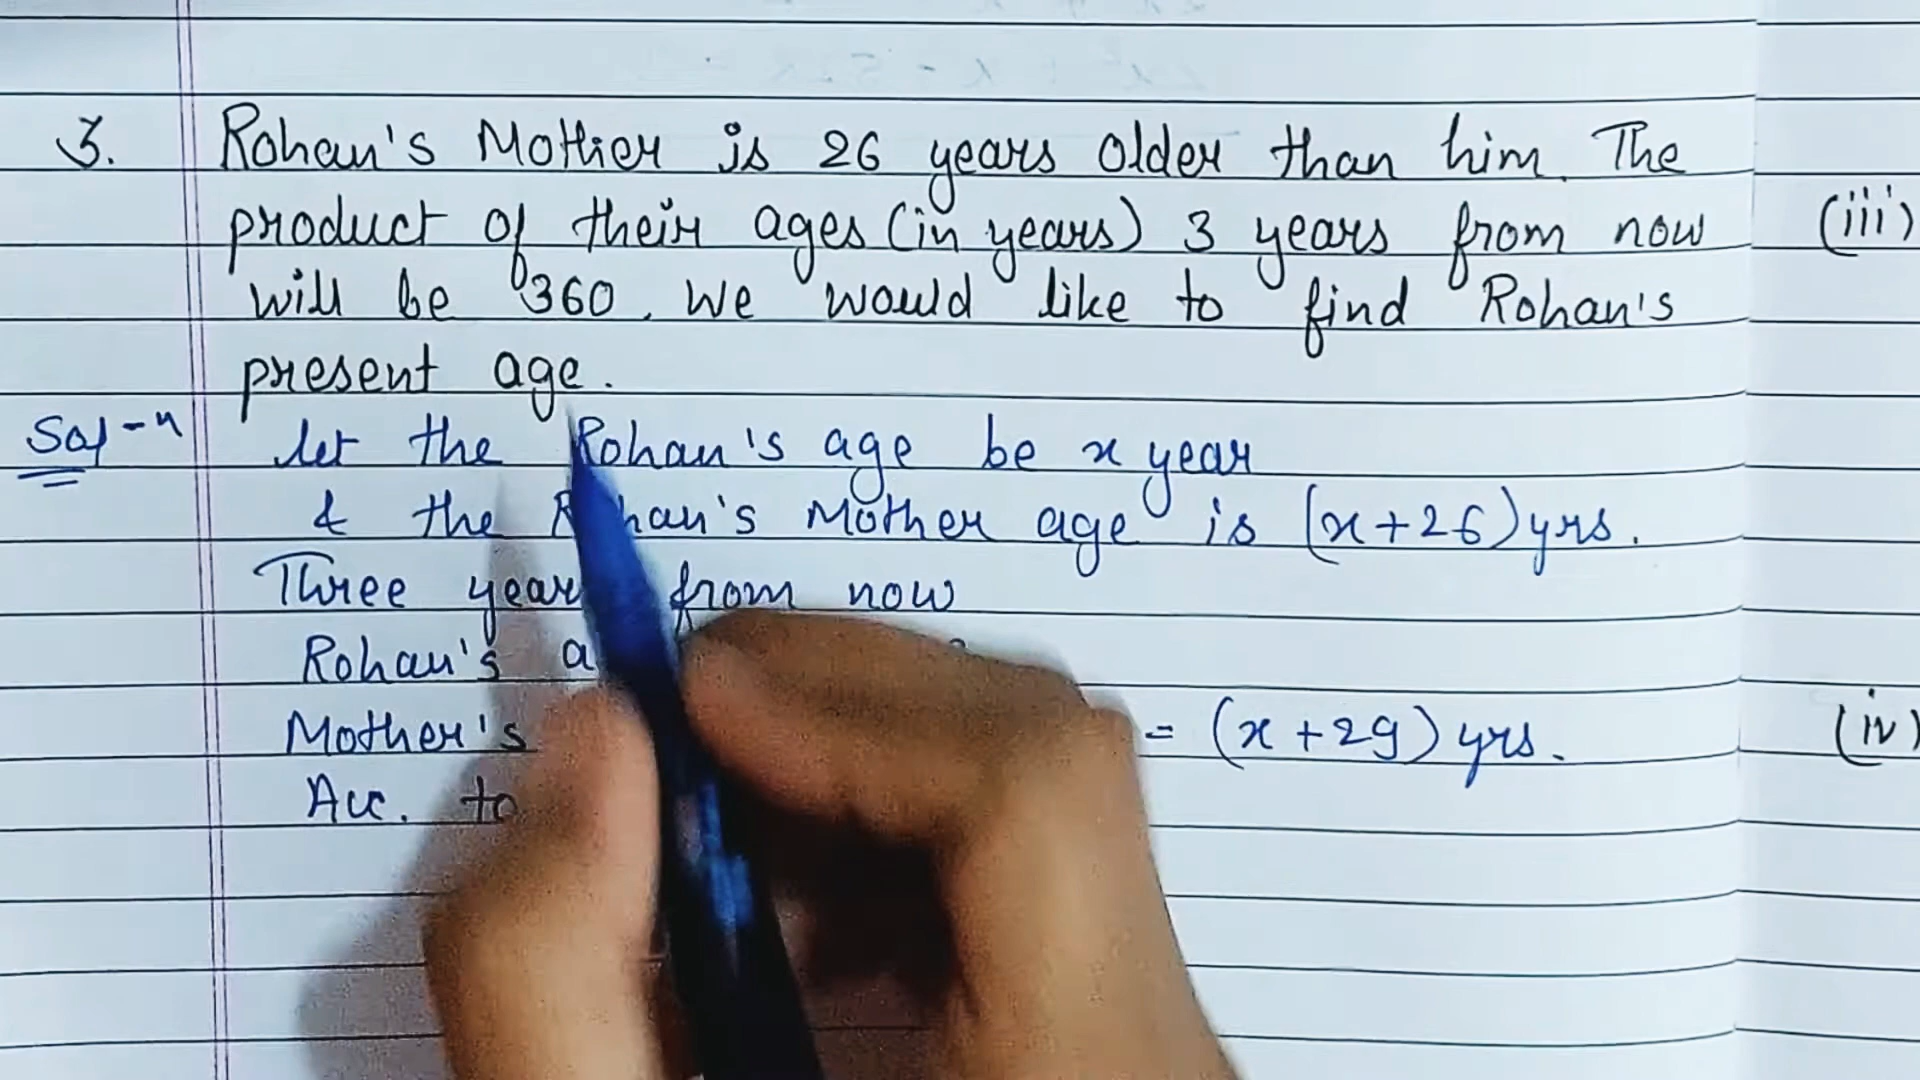 3. Rohan's Mother is 26 years older than him. The
product of their ages (in years) 3 years from now
(iii)
will be 360. We would like to find Rohan's
present age.
Sol-n let the Rohan's age be x year
& the Rohan's Mother age is (x+26) yrs.
Three year from now
Rohan's
Mother's = (x+29) yrs.
(iv)
Acc. to